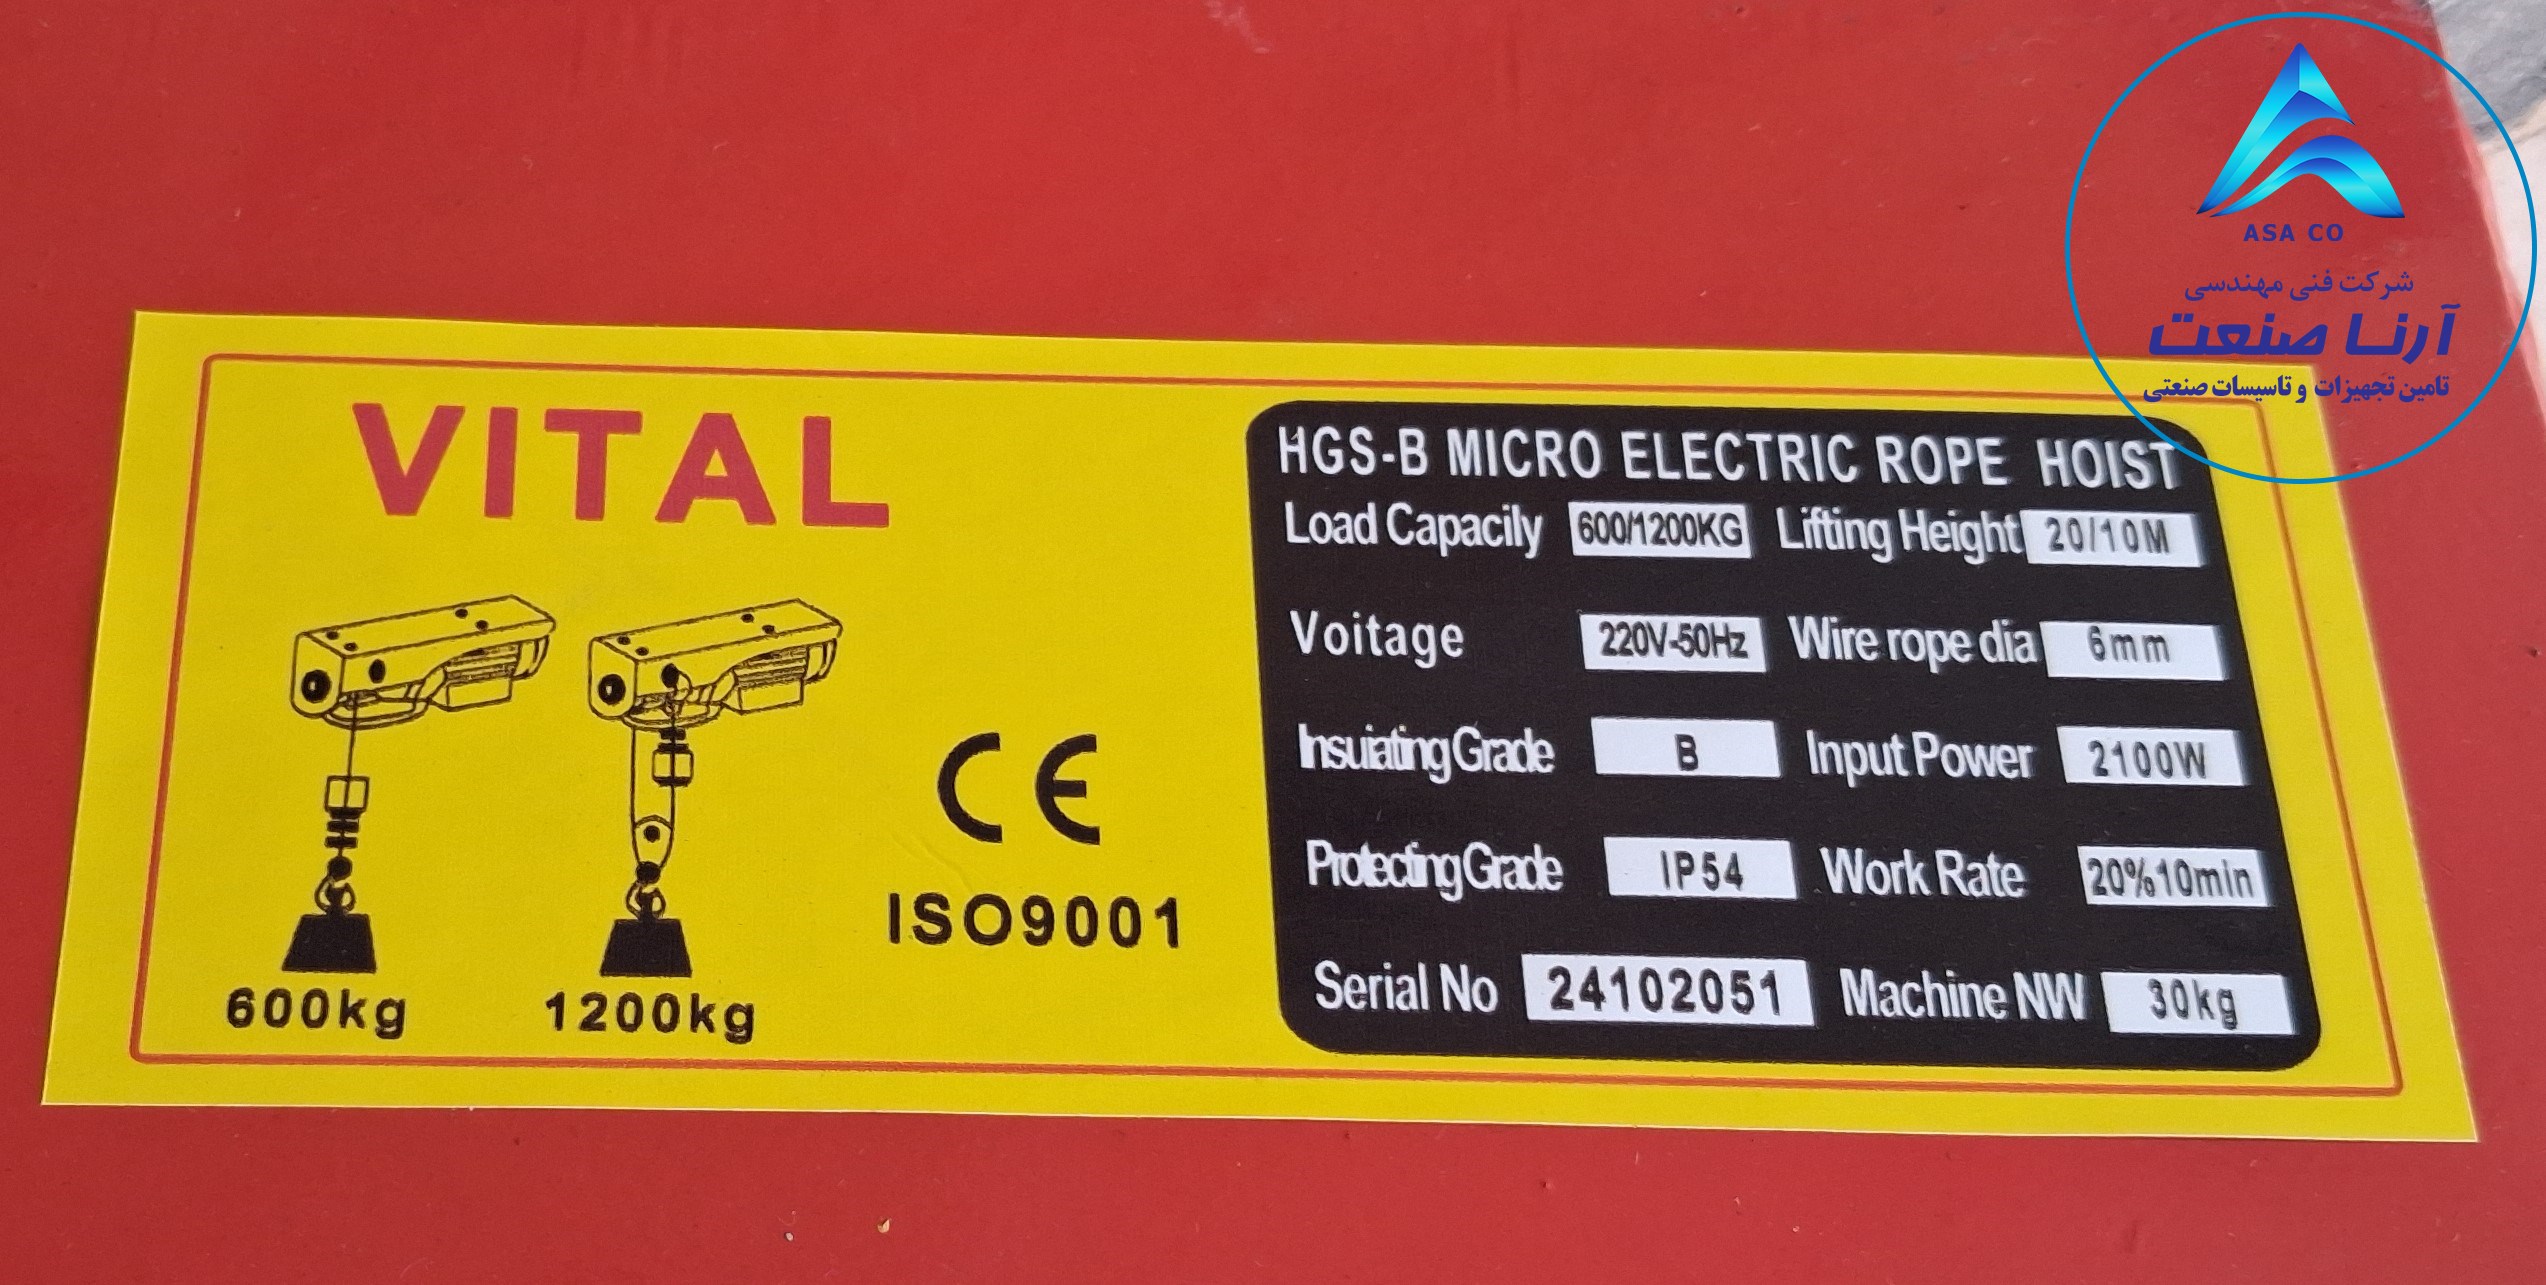 ASA CO
شرکت فنی مهندسی
آرنا صنعت
تامین تجهیزات و تاسیسات صنعتی
VITAL
600kg
1200kg
CE
ISO9001
HGS-B MICRO ELECTRIC ROPE HOIST
Load Capacily 600/1200KG Lifting Height 20/10M
Voitage 220V-50Hz Wire rope dia 6mm
Insuiating Grade B Input Power 2100W
Protecting Grade IP54 Work Rate 20%10min
Serial No 24102051 Machine NW 30kg